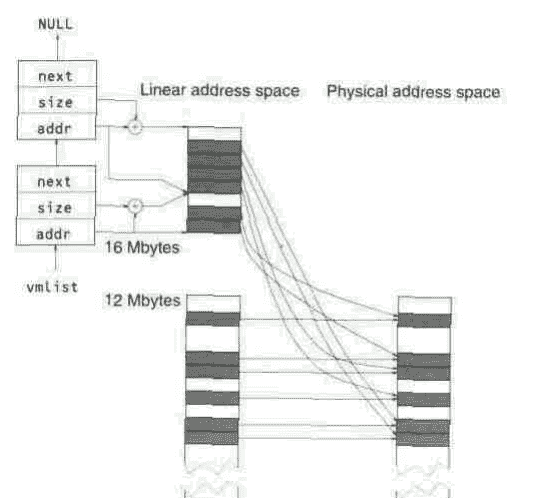 NULL
next
size
addr
Linear address space
Physical address space
next
size
addr
16 Mbytes
vmlist
12 Mbytes